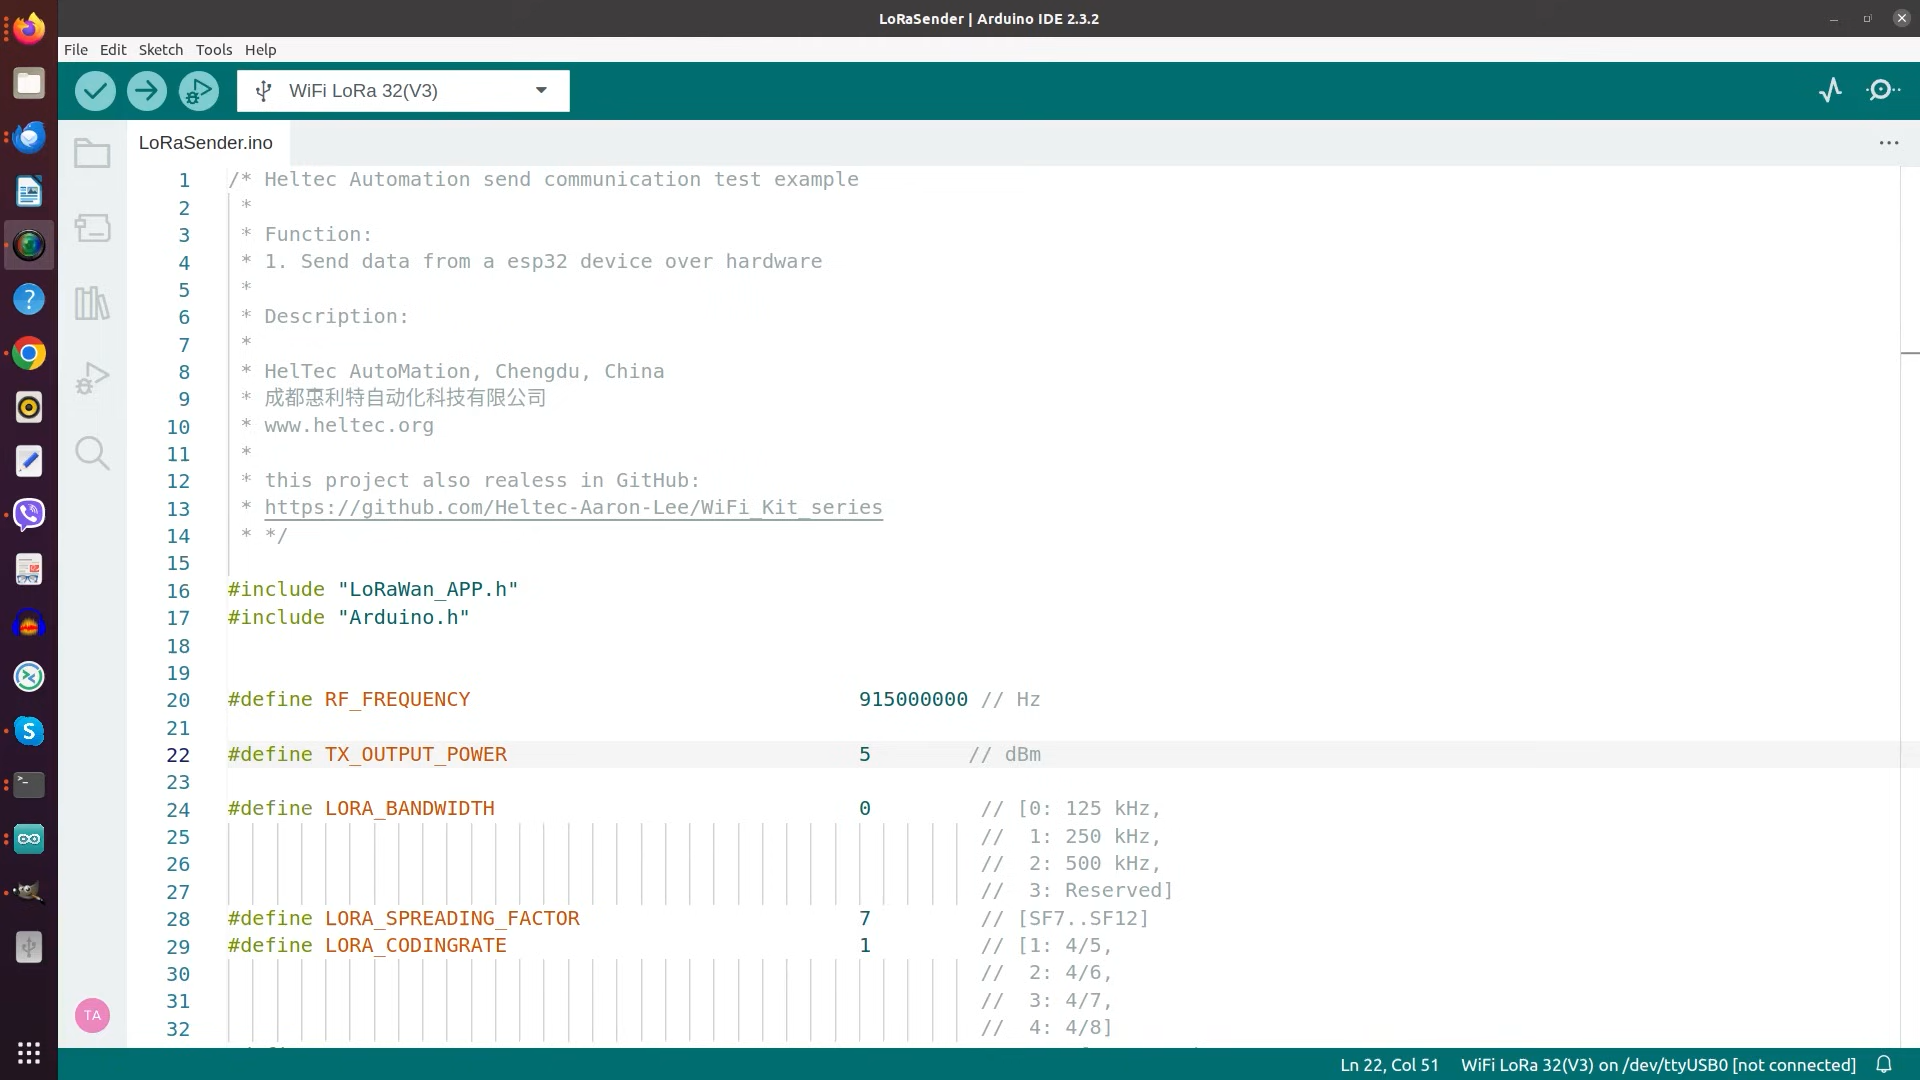 LoRaSender | Arduino IDE 2.3.2
File Edit Sketch Tools Help
WiFi LoRa 32(V3)
LoRaSender.ino
1 /* Heltec Automation send communication test example
2 *
3 * Function:
4 * 1. Send data from a esp32 device over hardware
5 *
6 * Description:
7 *
8 * HelTec AutoMation, Chengdu, China
9 * 成都惠利特自动化科技有限公司
10 * www.heltec.org
11 *
12 * this project also realess in GitHub:
13 * https://github.com/Heltec-Aaron-Lee/WiFi_Kit_series
14 * */
15
16 #include "LoRaWan_APP.h"
17 #include "Arduino.h"
18
19
20 #define RF_FREQUENCY 915000000 // Hz
21
22 #define TX_OUTPUT_POWER 5 // dBm
23
24 #define LORA_BANDWIDTH 0 // [0: 125 kHz,
25 // 1: 250 kHz,
26 // 2: 500 kHz,
27 // 3: Reserved]
28 #define LORA_SPREADING_FACTOR 7 // [SF7..SF12]
29 #define LORA_CODINGRATE 1 // [1: 4/5,
30 // 2: 4/6,
31 // 3: 4/7,
32 // 4: 4/8]
TA
Ln 22, Col 51 WiFi LoRa 32(V3) on /dev/ttyUSB0 [not connected]